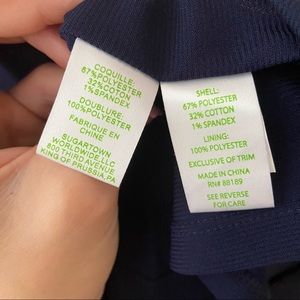 COQUILLE:
67%POLYESTER
32%COTON
1%SPANDEX
DOUBLURE:
100%POLYESTER
FABRIQUE EN
CHINE
SUGARTOWN
WORLDWIDE,LLC
800 THIRD AVENUE
KING OF PRUSSIA,PA
SHELL:
67% POLYESTER
32% COTTON
1% SPANDEX
LINING:
100% POLYESTER
EXCLUSIVE OF TRIM
MADE IN CHINA
RN# 88189
SEE REVERSE
FOR CARE